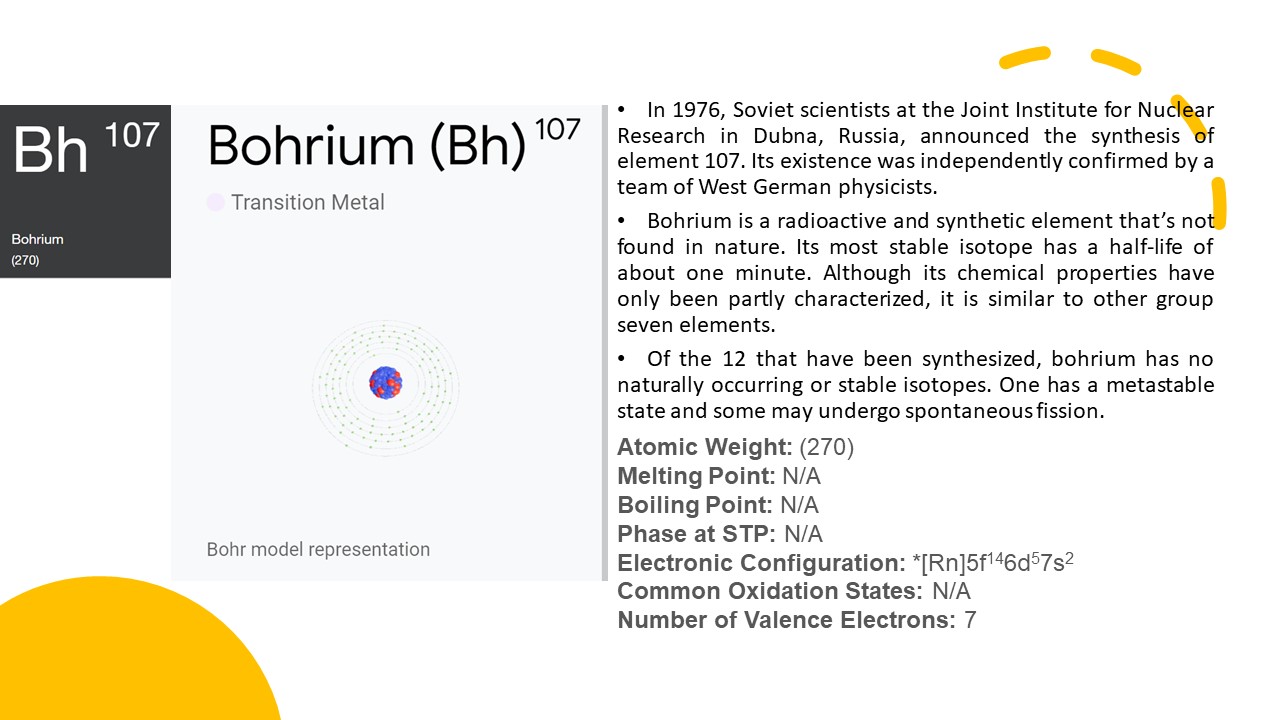 Bh 107
Bohrium
(270)
Bohrium (Bh) 107
Transition Metal
Bohr model representation
• In 1976, Soviet scientists at the Joint Institute for Nuclear
Research in Dubna, Russia, announced the synthesis of
element 107. Its existence was independently confirmed by a
team of West German physicists.
• Bohrium is a radioactive and synthetic element that’s not
found in nature. Its most stable isotope has a half-life of
about one minute. Although its chemical properties have
only been partly characterized, it is similar to other group
seven elements.
• Of the 12 that have been synthesized, bohrium has no
naturally occurring or stable isotopes. One has a metastable
state and some may undergo spontaneous fission.
Atomic Weight: (270)
Melting Point: N/A
Boiling Point: N/A
Phase at STP: N/A
Electronic Configuration: *[Rn]5f¹⁴6d⁵7s²
Common Oxidation States: N/A
Number of Valence Electrons: 7